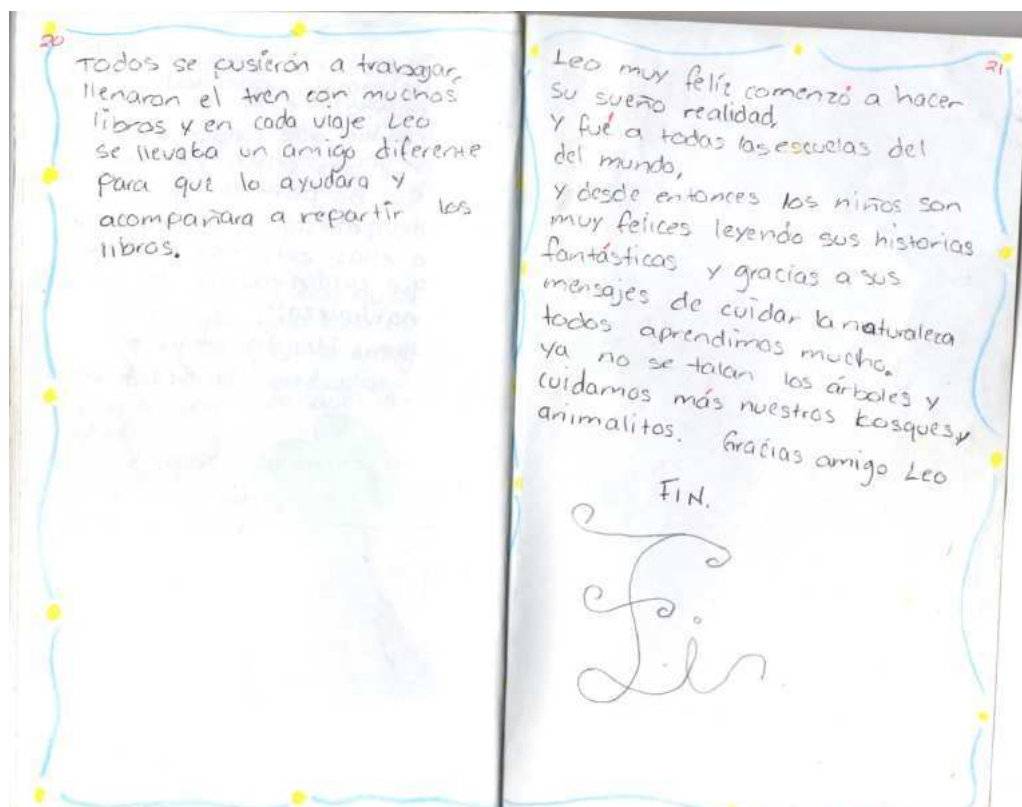 20
Todos se pusierón a trabajar,
llenaron el tren con muchos
libros y en cada viaje Leo
se llevaba un amigo diferente
para que lo ayudara y
acompañara a repartir los
libros.
21
Leo muy felíz comenzó a hacer
su sueño realidad,
y fué a todas las escuelas del
del mundo,
y desde entonces los niños son
muy felices leyendo sus historias
fantásticas y gracias a sus
mensajes de cuidar la naturaleza
todos aprendimos mucho.
ya no se talan los árboles y
cuidamos más nuestros bosques y
animalitos. Gracias amigo Leo
FIN.
Fin